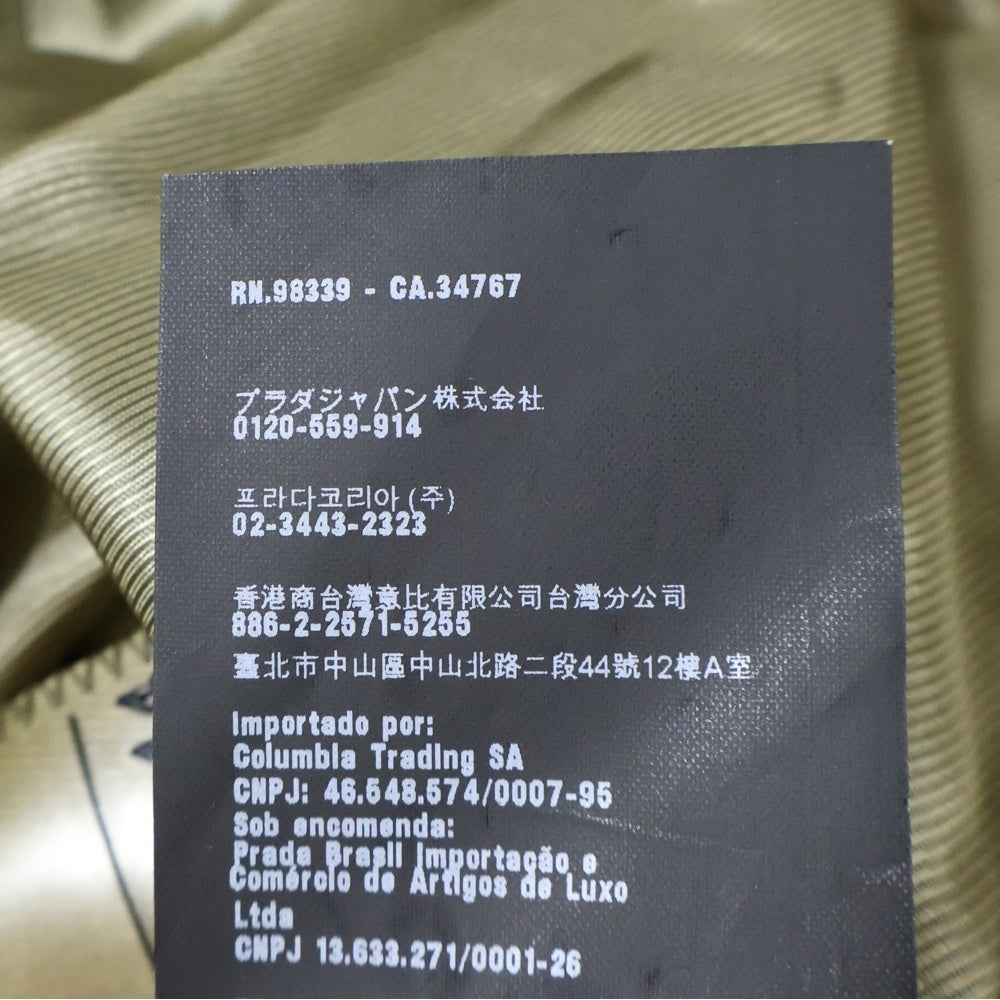 RN.98339 - CA.34767
プラダジャパン株式会社
0120-559-914
프라다코리아 (주)
02-3443-2323
香港商台灣意比有限公司台灣分公司
886-2-2571-5255
臺北市中山區中山北路二段44號12樓A室
Importado por:
Columbia Trading SA
CNPJ: 46.548.574/0007-95
Sob encomenda:
Prada Brasil Importação e
Comércio de Artigos de Luxo
Ltda
CNPJ 13.633.271/0001-26